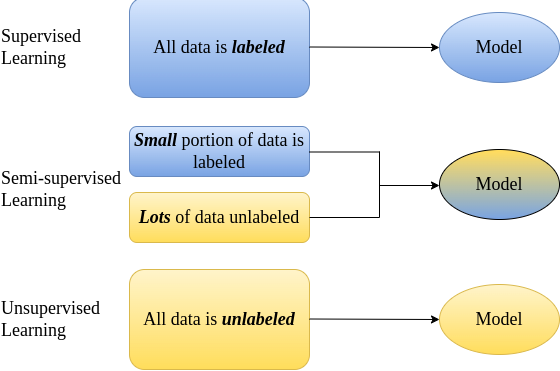 Supervised
Learning
All data is labeled
Model
Semi-supervised
Learning
Small portion of data is
labeled
Lots of data unlabeled
Model
Unsupervised
Learning
All data is unlabeled
Model